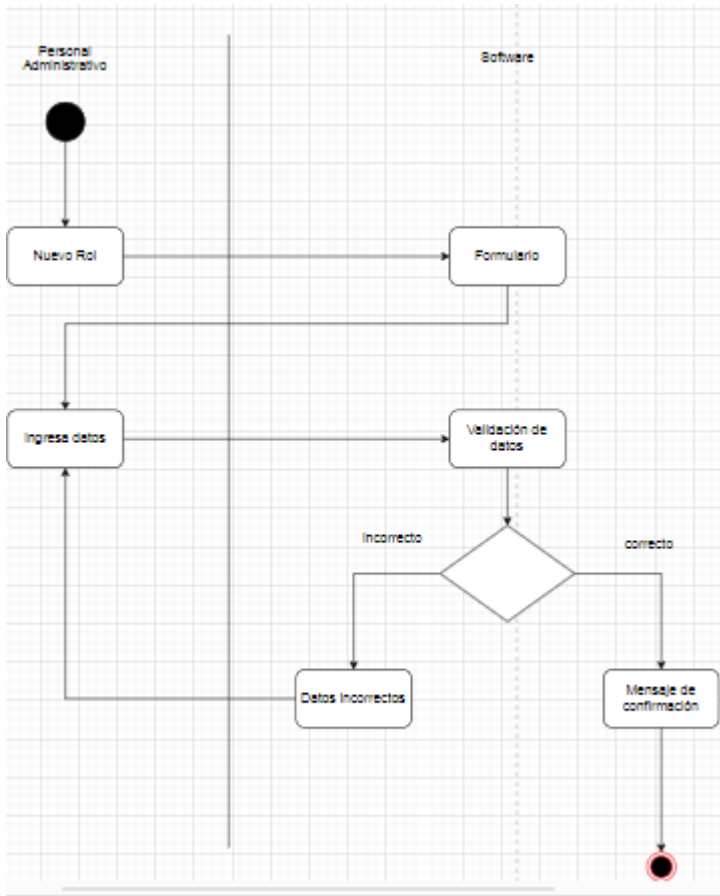 Personal
Administrativo
Software
Nuevo Rol
Formulario
Ingresa datos
Validación de
datos
Incorrecto
correcto
Datos Incorrectos
Mensaje de
confirmación